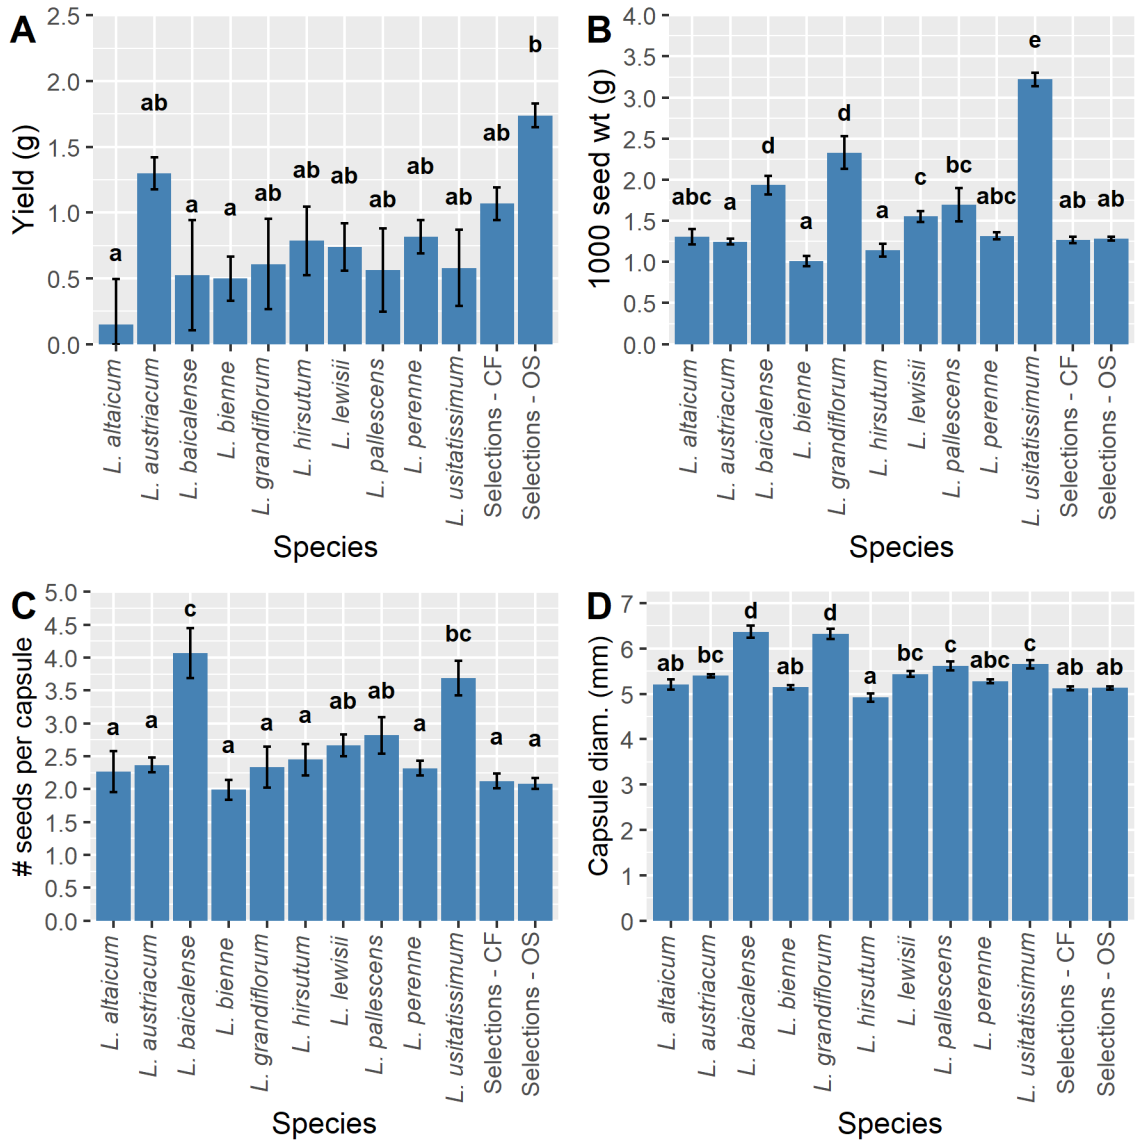 A
Yield (g)
2.5
2.0
1.5
1.0
0.5
0.0
a
ab
a
a
ab
ab
ab
ab
ab
ab
ab
b
L. altaicum
L. austriacum
L. baicalense
L. bienne
L. grandiflorum
L. hirsutum
L. lewisii
L. pallescens
L. perenne
L. usitatissimum
Selections - CF
Selections - OS
Species
B
1000 seed wt (g)
4.0
3.5
3.0
2.5
2.0
1.5
1.0
0.5
0.0
abc
a
d
a
d
a
c
bc
abc
e
ab
ab
L. altaicum
L. austriacum
L. baicalense
L. bienne
L. grandiflorum
L. hirsutum
L. lewisii
L. pallescens
L. perenne
L. usitatissimum
Selections - CF
Selections - OS
Species
C
# seeds per capsule
5.0
4.5
4.0
3.5
3.0
2.5
2.0
1.5
1.0
0.5
0.0
a
a
c
a
a
a
ab
ab
a
bc
a
a
L. altaicum
L. austriacum
L. baicalense
L. bienne
L. grandiflorum
L. hirsutum
L. lewisii
L. pallescens
L. perenne
L. usitatissimum
Selections - CF
Selections - OS
Species
D
Capsule diam. (mm)
7
6
5
4
3
2
1
0
ab
bc
d
ab
d
a
bc
c
abc
c
ab
ab
L. altaicum
L. austriacum
L. baicalense
L. bienne
L. grandiflorum
L. hirsutum
L. lewisii
L. pallescens
L. perenne
L. usitatissimum
Selections - CF
Selections - OS
Species